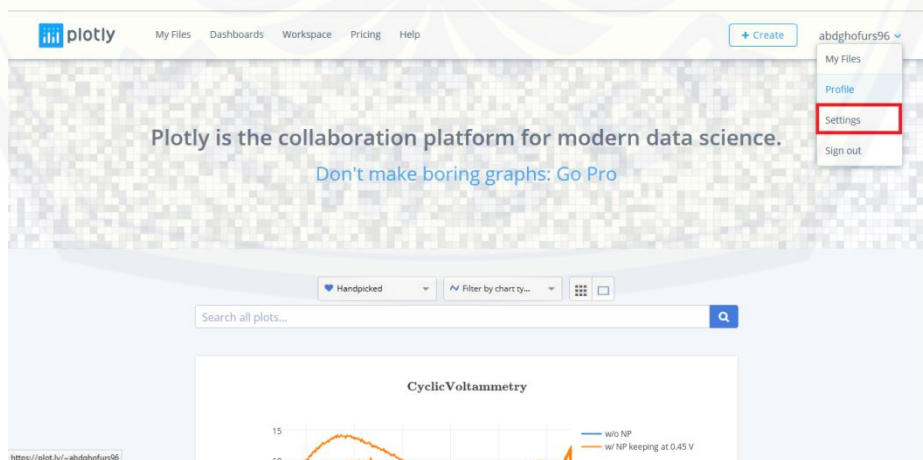 plotly My Files Dashboards Workspace Pricing Help + Create abdghofurs96
My Files
Profile
Settings
Sign out
Plotly is the collaboration platform for modern data science.
Don't make boring graphs: Go Pro
Handpicked Filter by chart ty...
Search all plots...
CyclicVoltammetry
15
w/o NP
w/ NP keeping at 0.45 V
10
https://plot.ly/~abdghofurs96